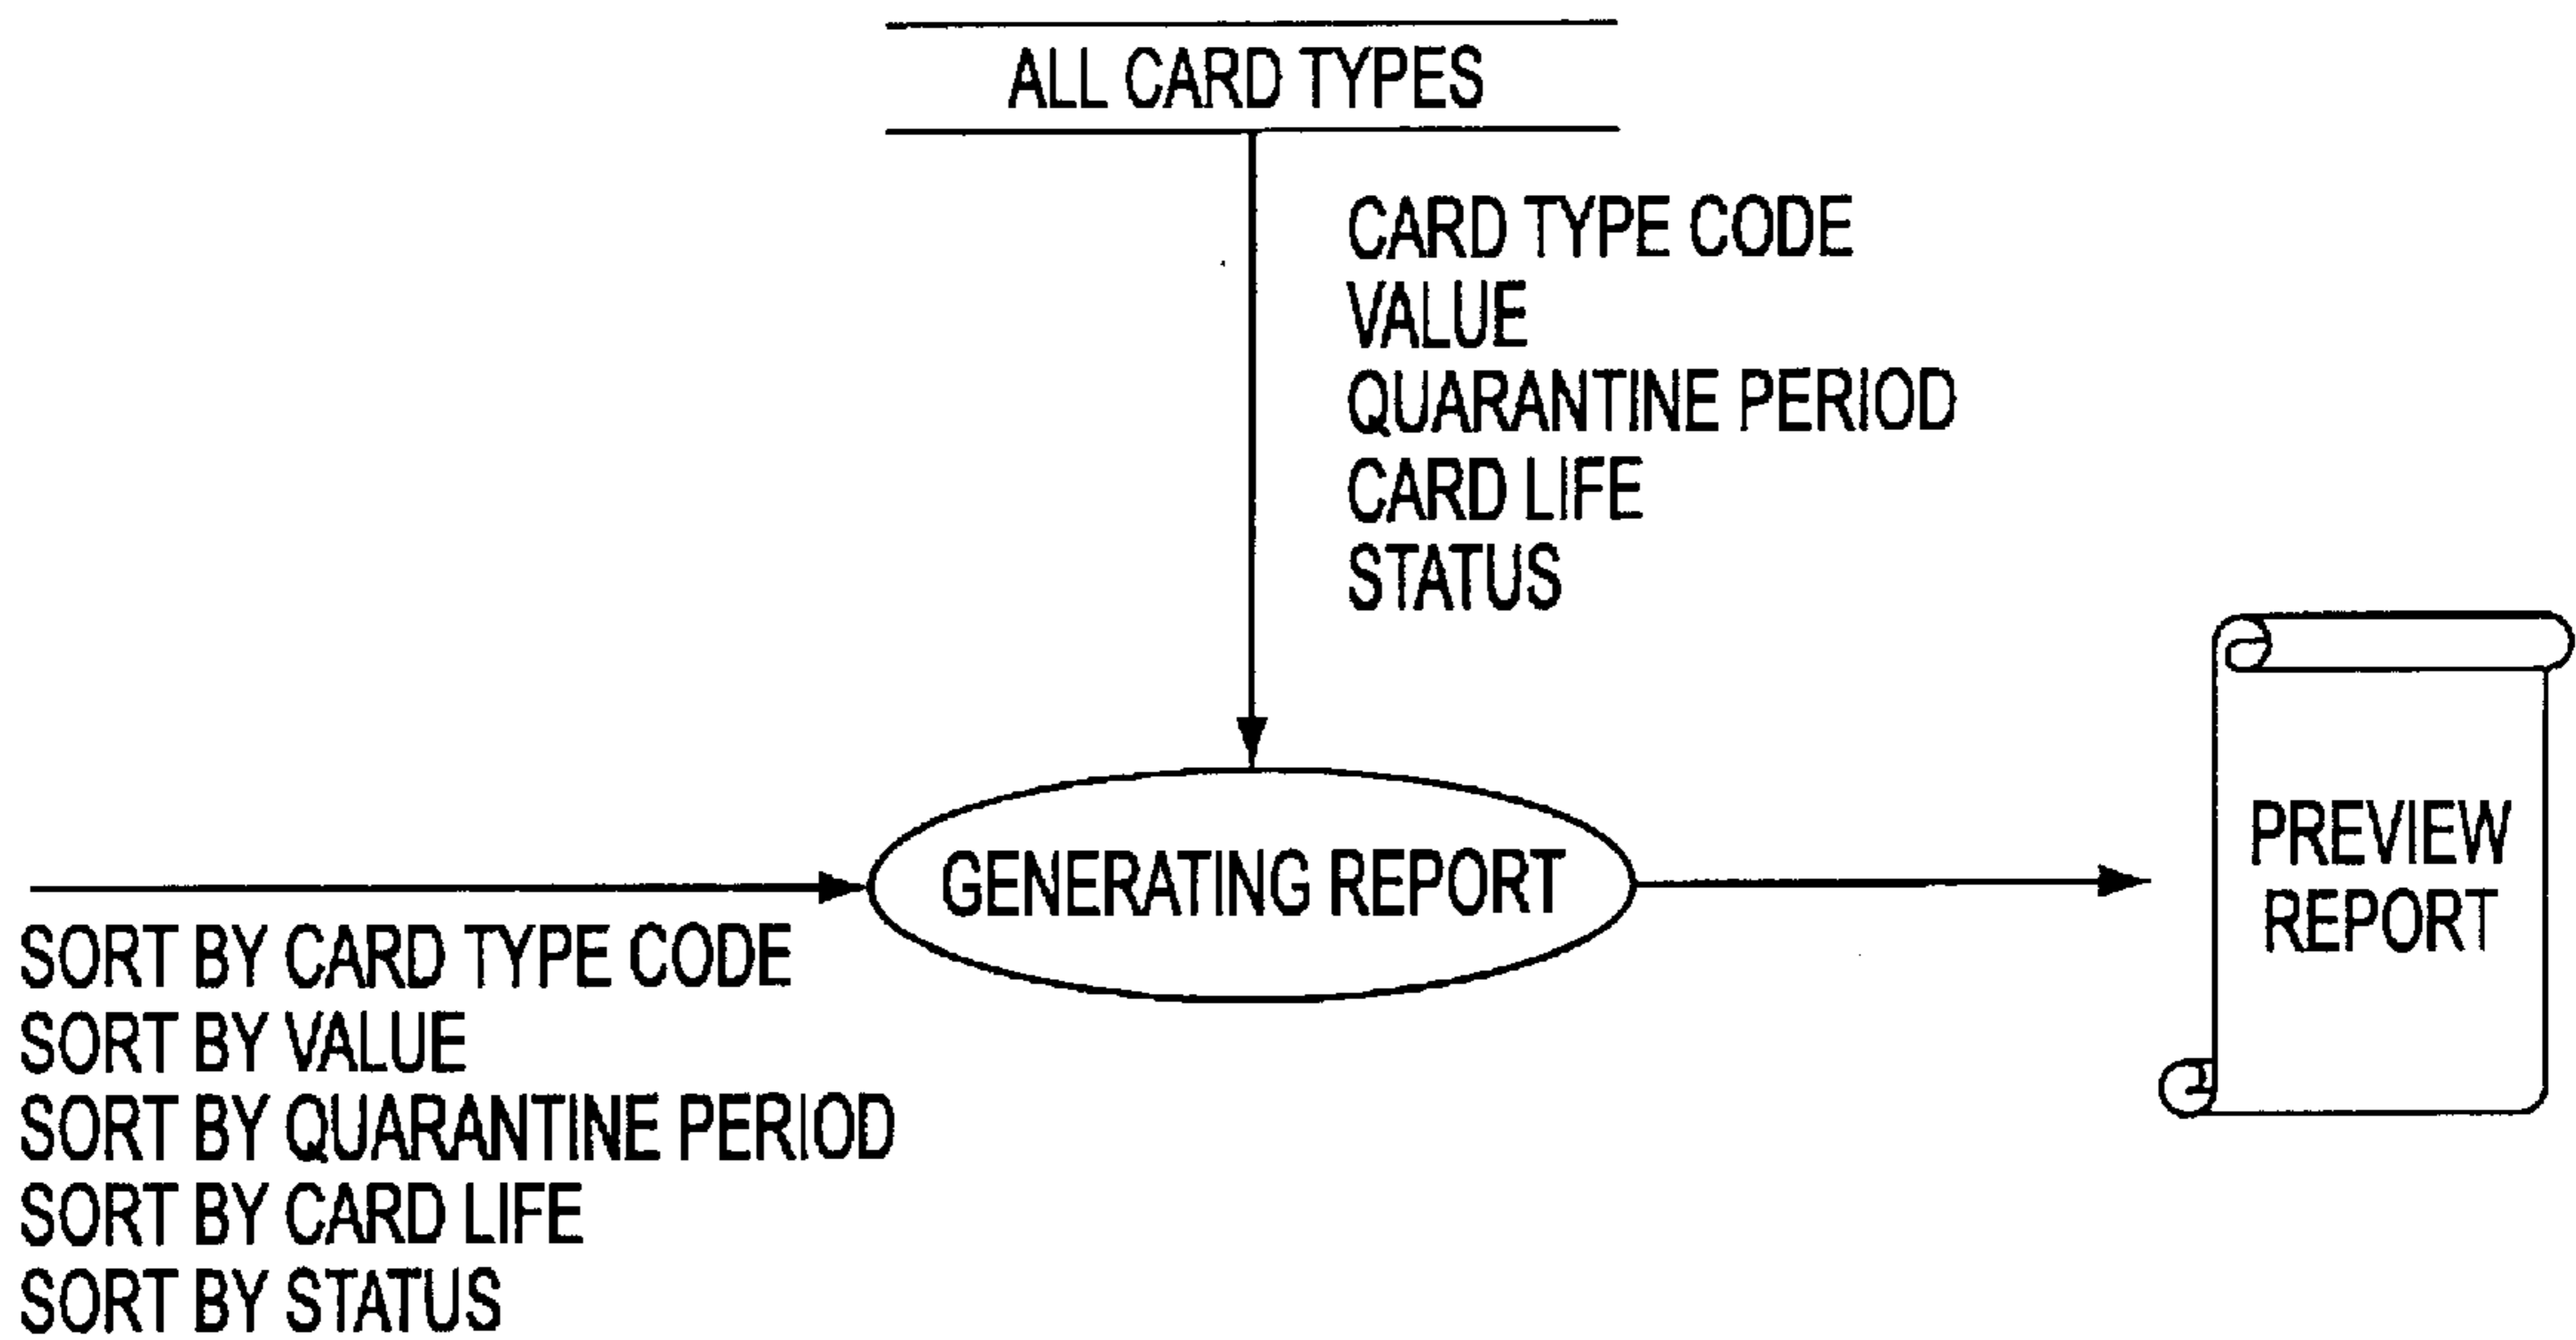 ALL CARD TYPES
CARD TYPE CODE
VALUE
QUARANTINE PERIOD
CARD LIFE
STATUS
GENERATING REPORT
PREVIEW
REPORT
SORT BY CARD TYPE CODE
SORT BY VALUE
SORT BY QUARANTINE PERIOD
SORT BY CARD LIFE
SORT BY STATUS